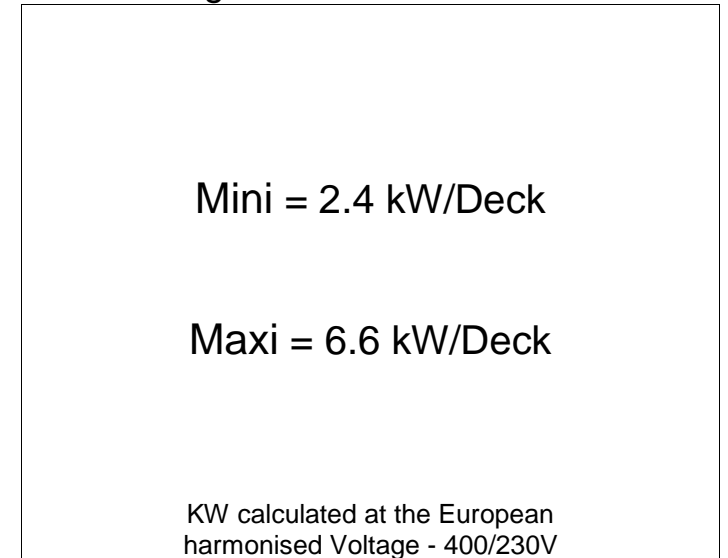 Mini = 2.4 kW/Deck
Maxi = 6.6 kW/Deck
KW calculated at the European
harmonised Voltage - 400/230V